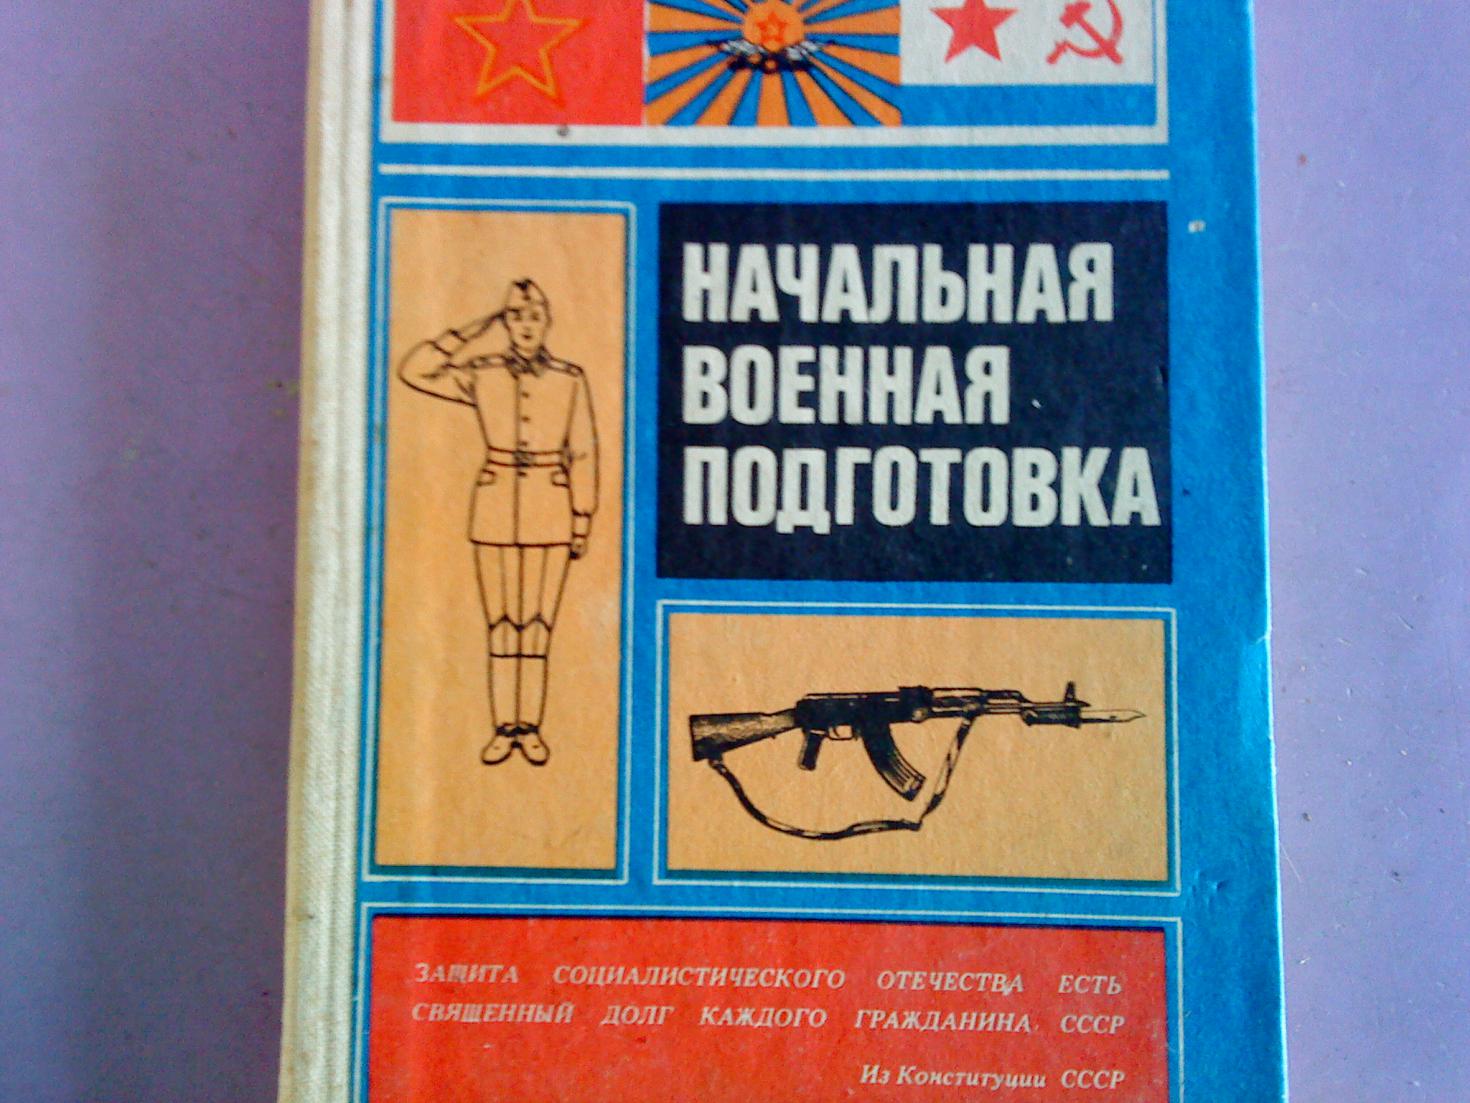 НАЧАЛЬНАЯ
ВОЕННАЯ
ПОДГОТОВКА
ЗАЩИТА СОЦИАЛИСТИЧЕСКОГО ОТЕЧЕСТВА ЕСТЬ
СВЯЩЕННЫЙ ДОЛГ КАЖДОГО ГРАЖДАНИНА СССР
Из Конституции СССР